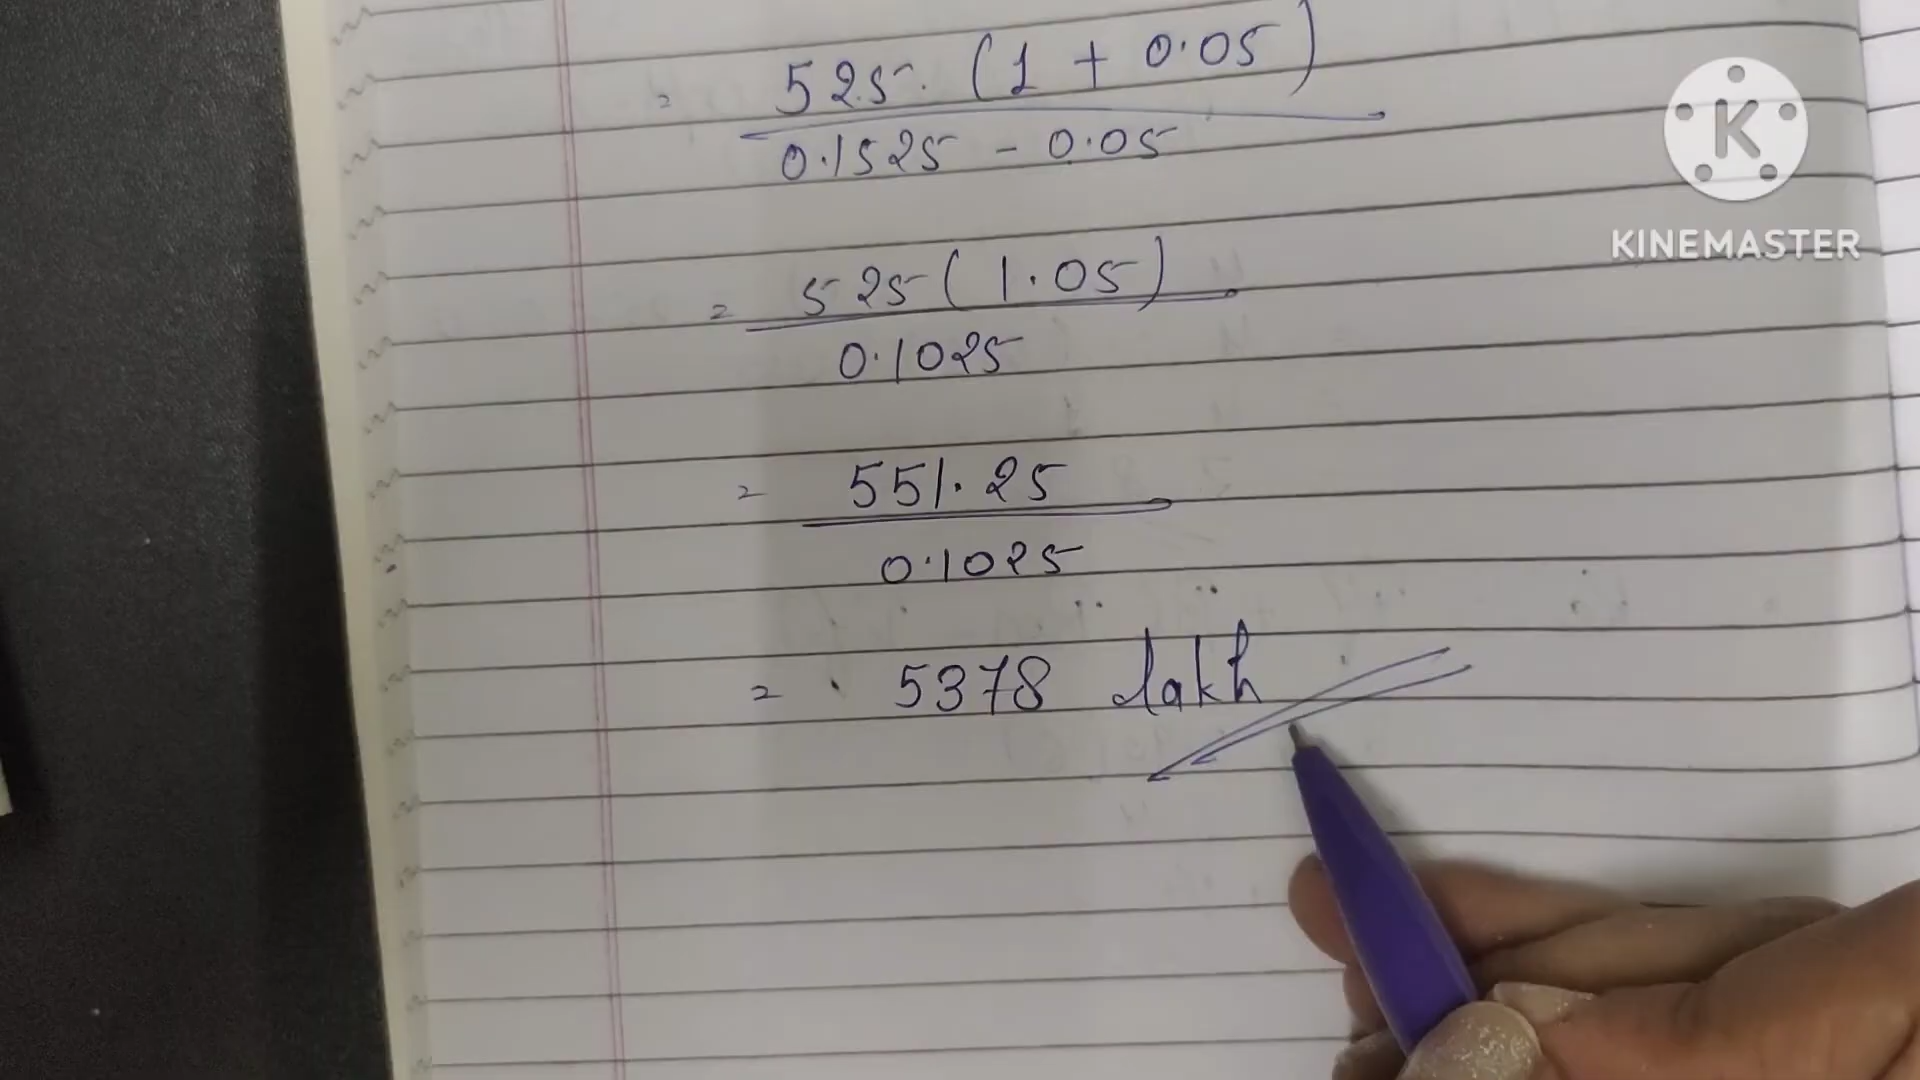 = 525. (1 + 0.05)
0.1525 - 0.05
K
KINEMASTER
= 525 (1.05)
0.1025
= 551.25
0.1025
= 5378 lakh